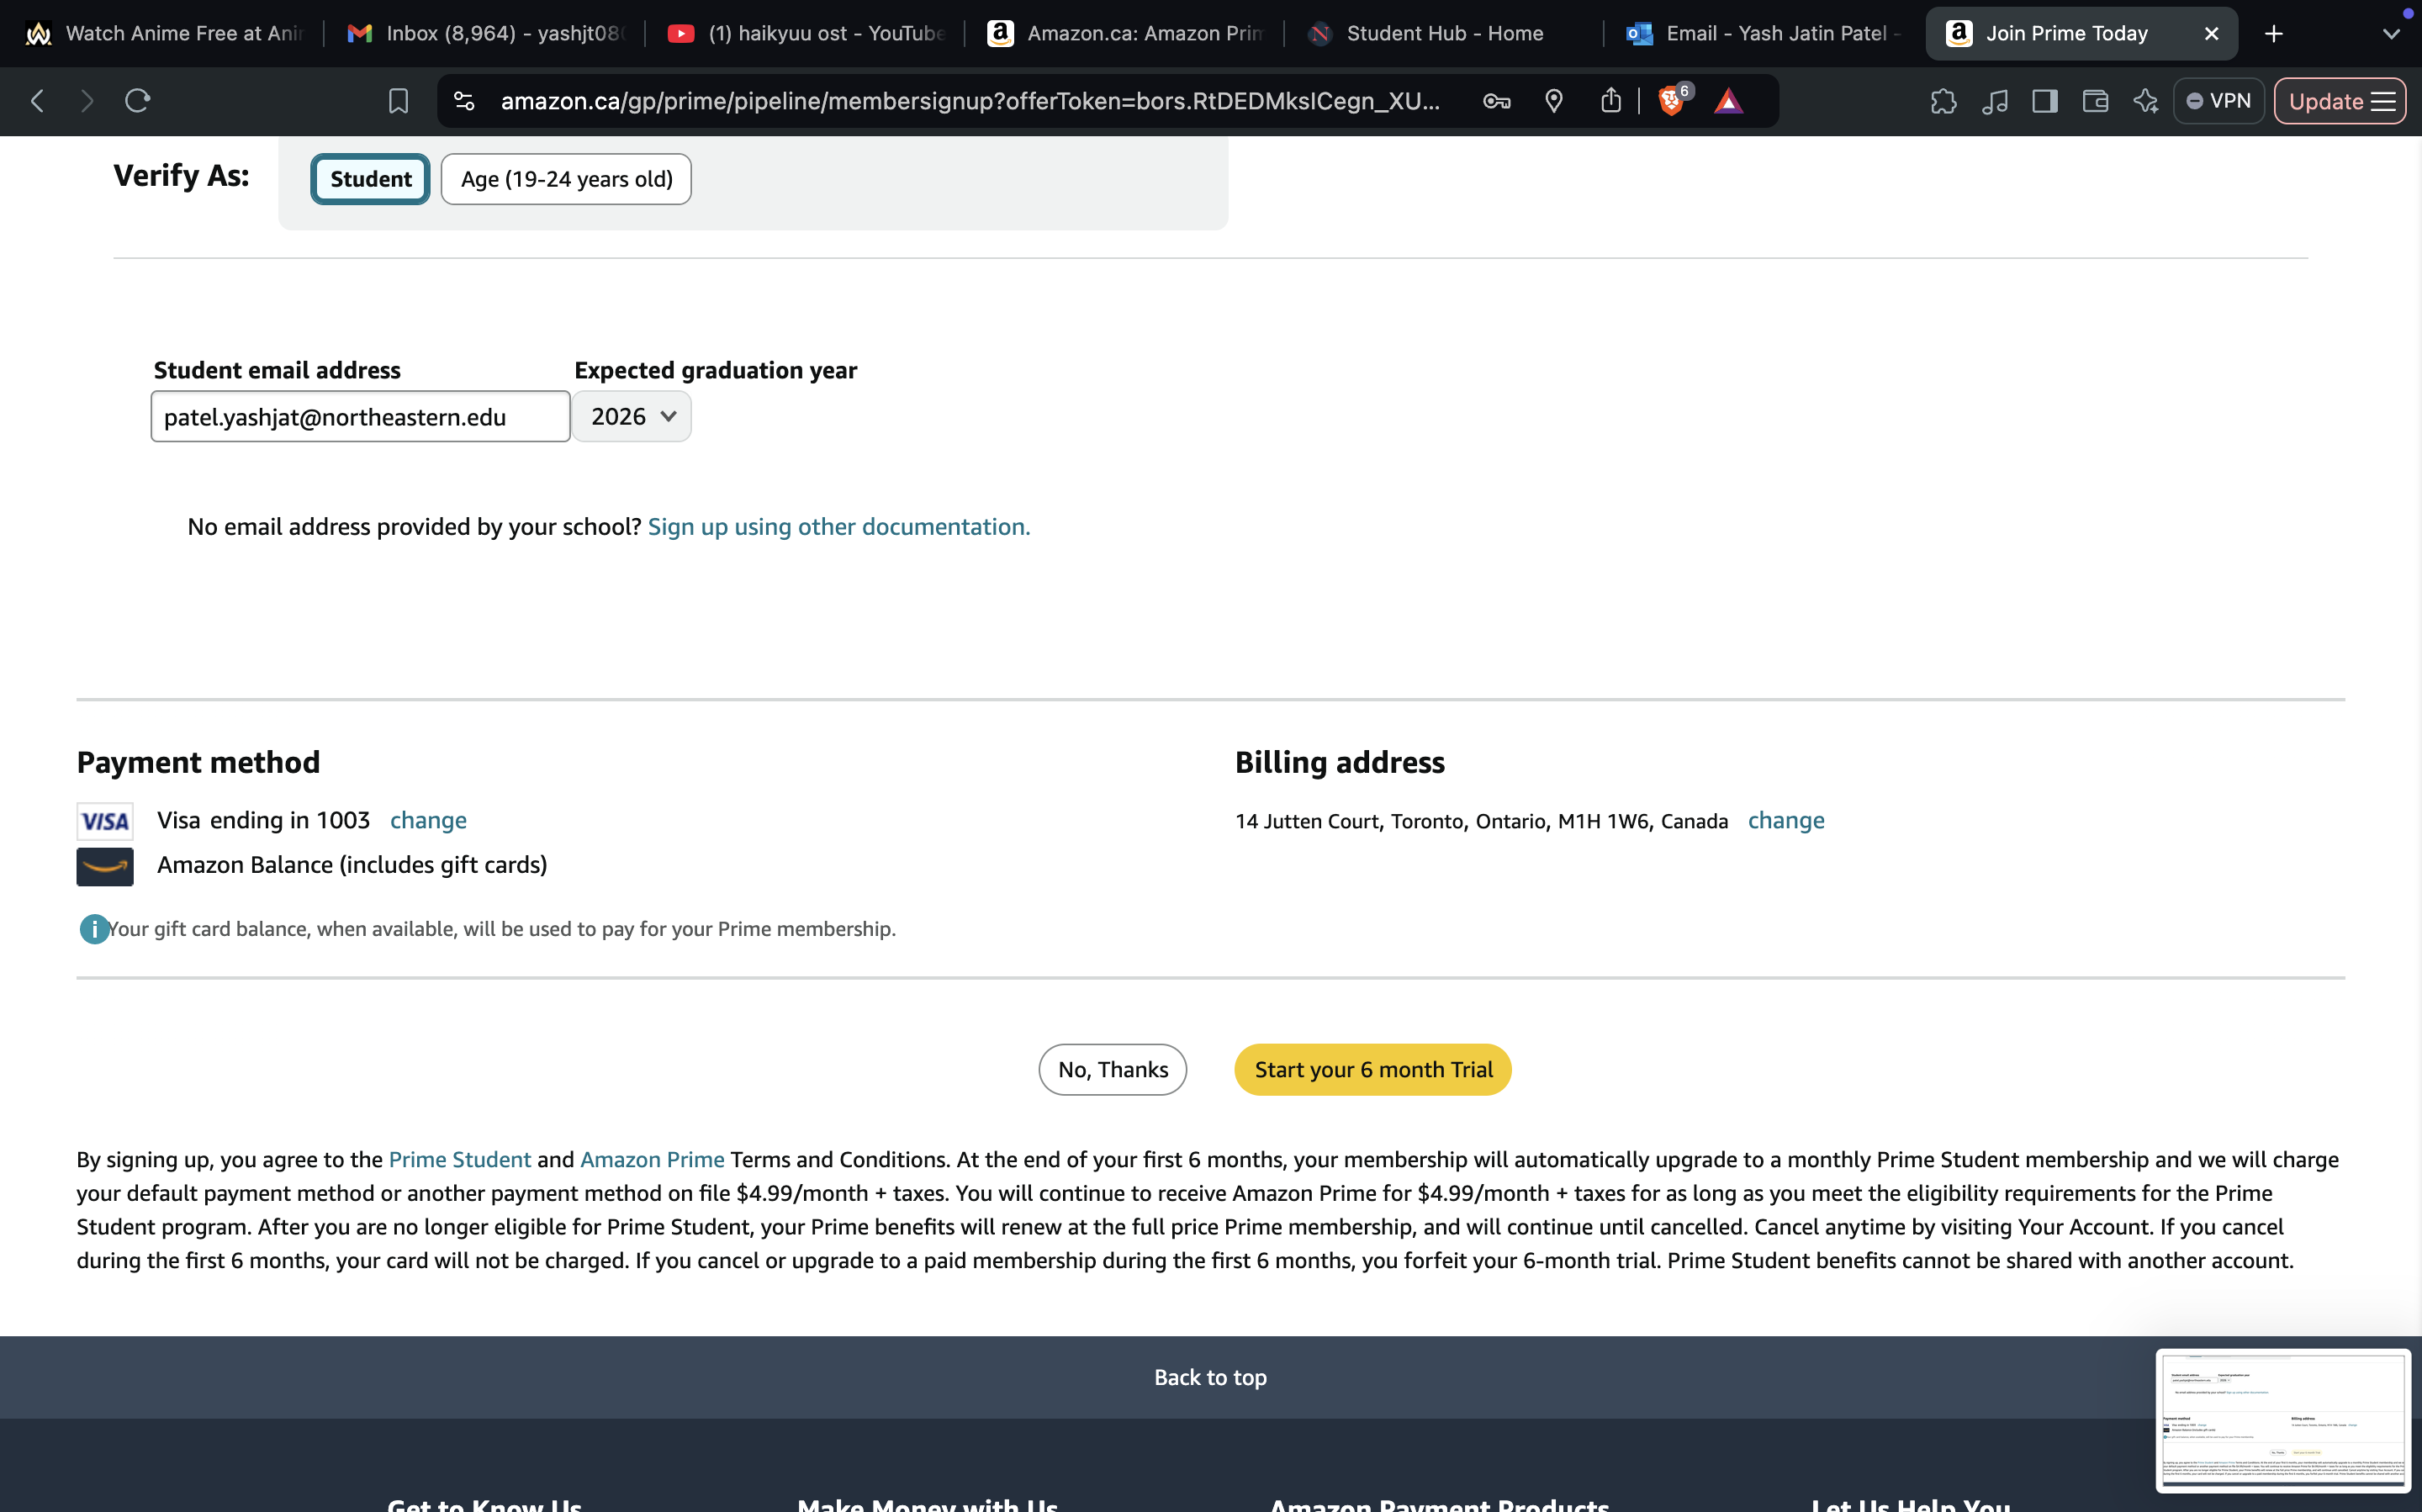 Watch Anime Free at Ani
Inbox (8,964) - yashjt08
(1) haikyuu ost - YouTube
Amazon.ca: Amazon Prim
Student Hub - Home
Email - Yash Jatin Patel -
Join Prime Today
amazon.ca/gp/prime/pipeline/membersignup?offerToken=bors.RtDEDMksICegn_XU...
6
VPN
Update
Verify As:
Student
Age (19-24 years old)
Student email address
Expected graduation year
patel.yashjat@northeastern.edu
2026
No email address provided by your school? Sign up using other documentation.
Payment method
VISA
Visa ending in 1003 change
Amazon Balance (includes gift cards)
Your gift card balance, when available, will be used to pay for your Prime membership.
Billing address
14 Jutten Court, Toronto, Ontario, M1H 1W6, Canada change
No, Thanks
Start your 6 month Trial
By signing up, you agree to the Prime Student and Amazon Prime Terms and Conditions. At the end of your first 6 months, your membership will automatically upgrade to a monthly Prime Student membership and we will charge
your default payment method or another payment method on file $4.99/month + taxes. You will continue to receive Amazon Prime for $4.99/month + taxes for as long as you meet the eligibility requirements for the Prime
Student program. After you are no longer eligible for Prime Student, your Prime benefits will renew at the full price Prime membership, and will continue until cancelled. Cancel anytime by visiting Your Account. If you cancel
during the first 6 months, your card will not be charged. If you cancel or upgrade to a paid membership during the first 6 months, you forfeit your 6-month trial. Prime Student benefits cannot be shared with another account.
Back to top
Get to Know Us
Make Money with Us
Amazon Payment Products
Let Us Help You